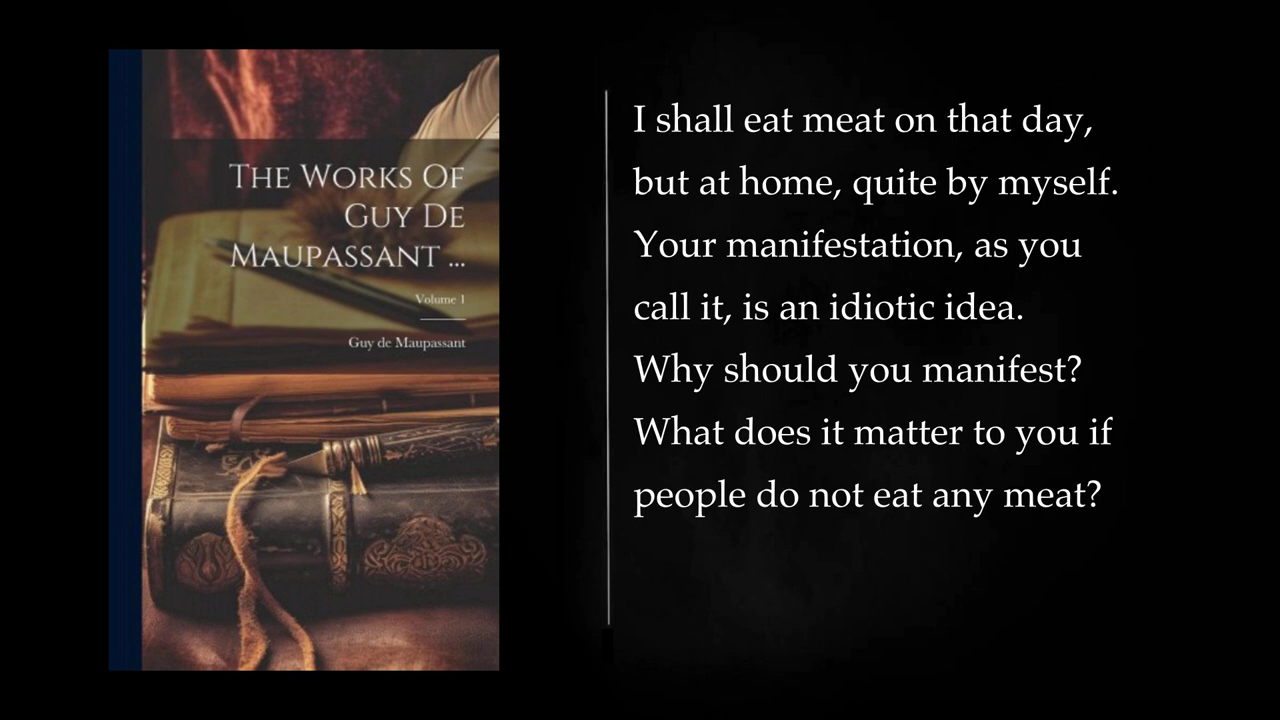 The Works Of
Guy De
Maupassant ...
Volume 1
Guy de Maupassant
I shall eat meat on that day,
but at home, quite by myself.
Your manifestation, as you
call it, is an idiotic idea.
Why should you manifest?
What does it matter to you if
people do not eat any meat?